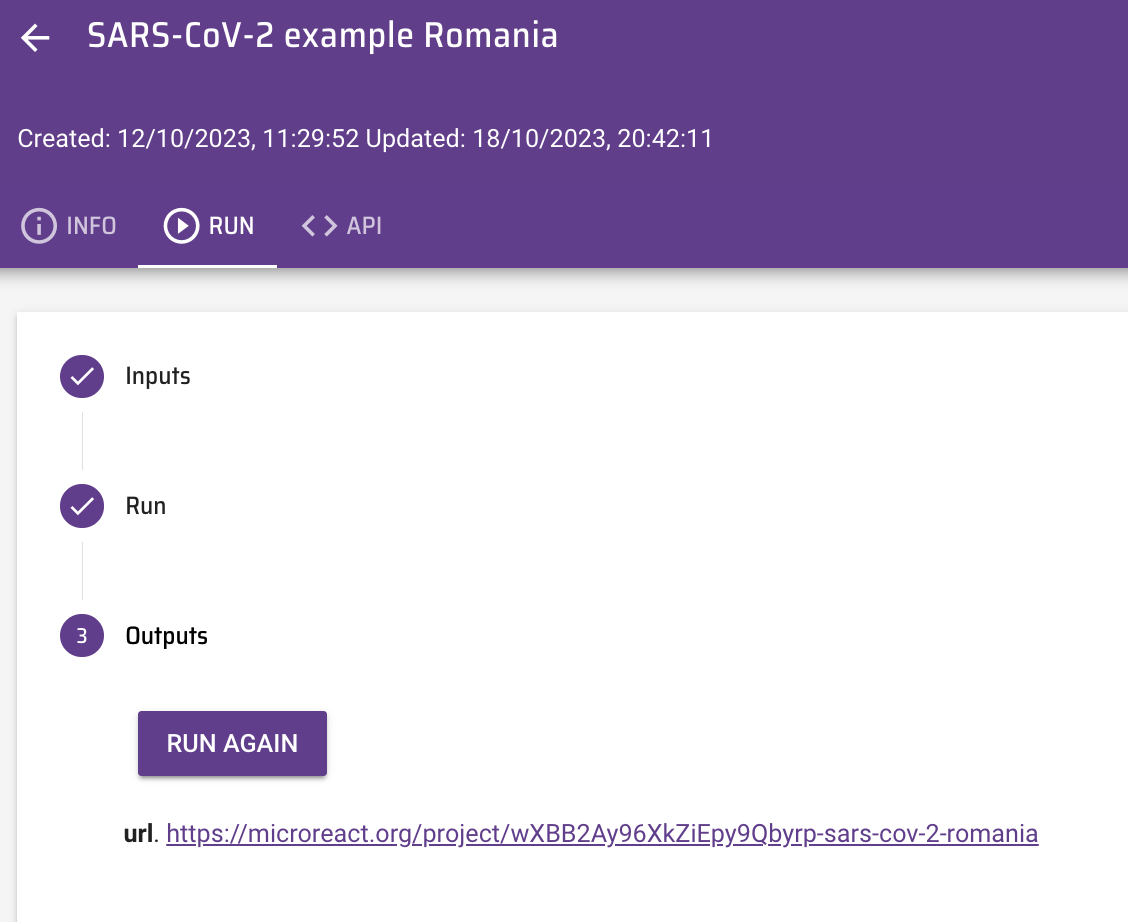 SARS-CoV-2 example Romania
Created: 12/10/2023, 11:29:52 Updated: 18/10/2023, 20:42:11
INFO RUN API
Inputs
Run
3 Outputs
RUN AGAIN
url. https://microreact.org/project/wXBB2Ay96XkZiEpy9Qbyrp-sars-cov-2-romania